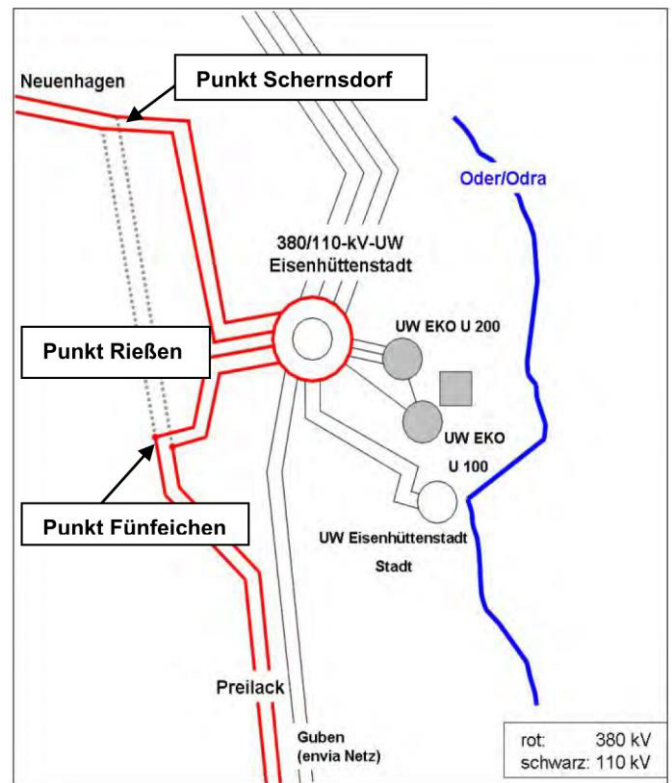 Neuenhagen
Punkt Schernsdorf
Oder/Odra
380/110-kV-UW
Eisenhüttenstadt
UW EKO U 200
Punkt Rießen
UW EKO
U 100
Punkt Fünfeichen
UW Eisenhüttenstadt
Stadt
Preilack
Guben
(envia Netz)
rot: 380 kV
schwarz: 110 kV